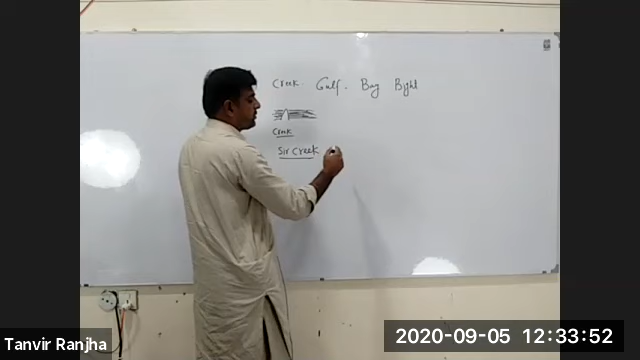 Creek. Gulf. Bay Bight
Creek
Sir Creek
Tanvir Ranjha
2020-09-05 12:33:52